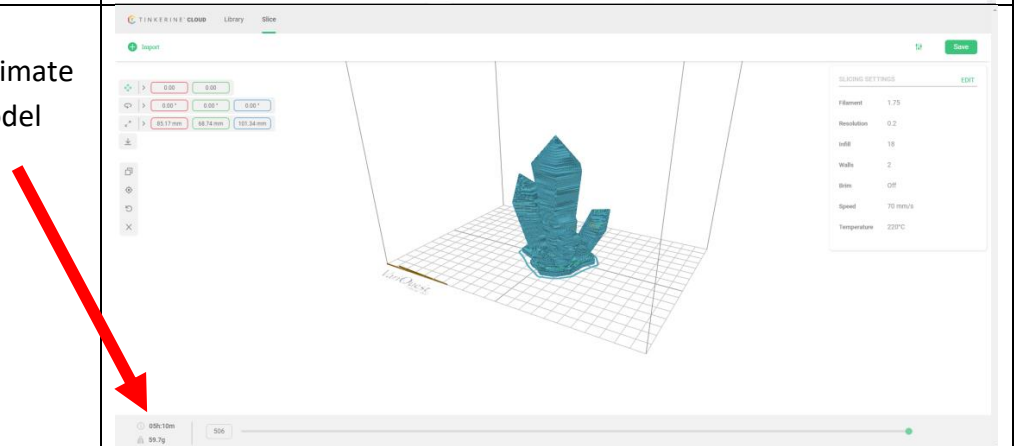 imate
del
TINKERINE CLOUD Library Slice
Import
Save
0.00 0.00
0.00° 0.00° 0.00°
85.17 mm 68.74 mm 101.34 mm
SLICING SETTINGS EDIT
Filament 1.75
Resolution 0.2
Infill 18
Walls 2
Brim Off
Speed 70 mm/s
Temperature 220°C
05h:10m
59.7g
506